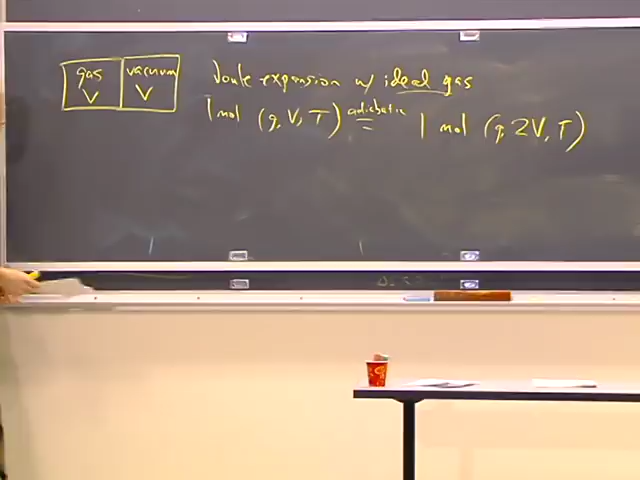 gas vacuum
V V
Joule expansion w/ ideal gas
1 mol (g, V, T) adiabatic = 1 mol (g, 2V, T)